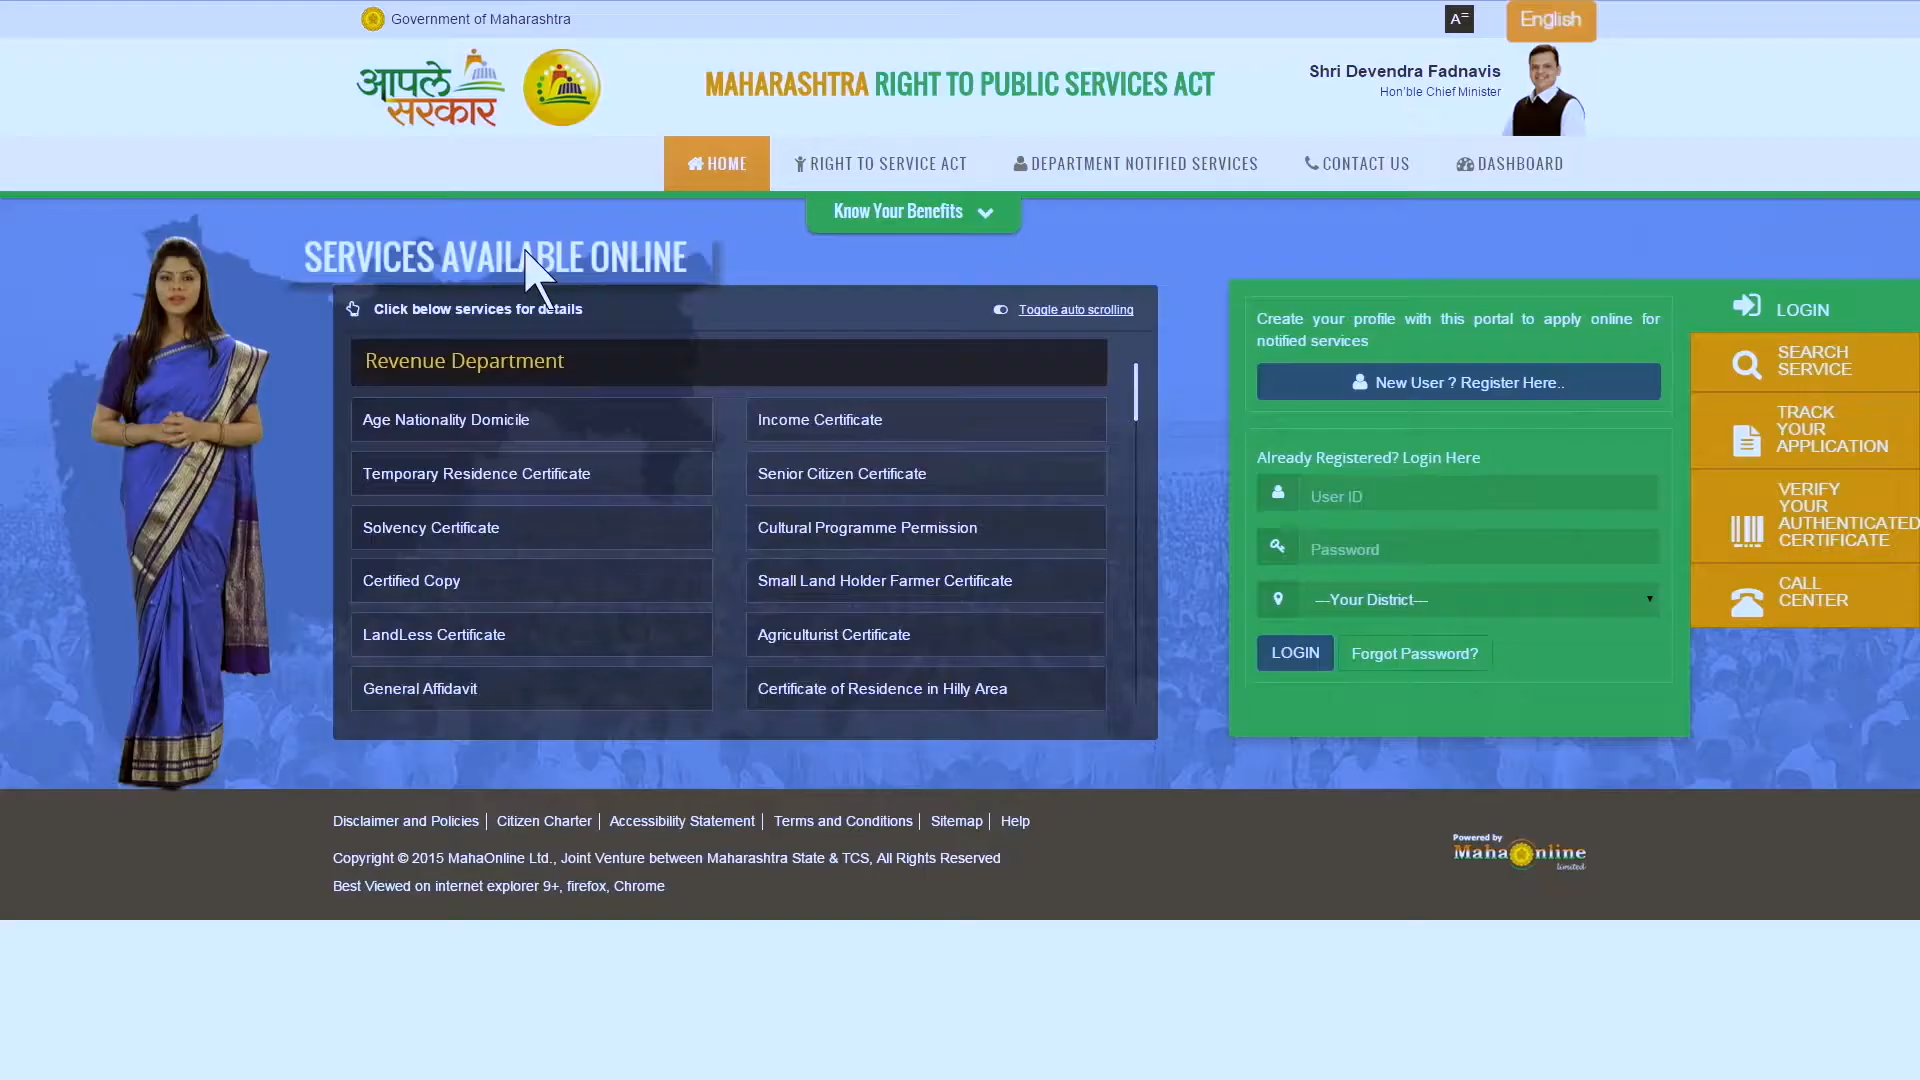 Government of Maharashtra
A=
English
आपले
सरकार
MAHARASHTRA RIGHT TO PUBLIC SERVICES ACT
Shri Devendra Fadnavis
Hon'ble Chief Minister
HOME
RIGHT TO SERVICE ACT
DEPARTMENT NOTIFIED SERVICES
CONTACT US
DASHBOARD
Know Your Benefits
SERVICES AVAILABLE ONLINE
Click below services for details
Toggle auto scrolling
Revenue Department
Age Nationality Domicile
Income Certificate
Temporary Residence Certificate
Senior Citizen Certificate
Solvency Certificate
Cultural Programme Permission
Certified Copy
Small Land Holder Farmer Certificate
LandLess Certificate
Agriculturist Certificate
General Affidavit
Certificate of Residence in Hilly Area
Create your profile with this portal to apply online for
notified services
New User ? Register Here..
Already Registered? Login Here
User ID
Password
---Your District---
LOGIN
Forgot Password?
LOGIN
SEARCH
SERVICE
TRACK
YOUR
APPLICATION
VERIFY
YOUR
AUTHENTICATED
CERTIFICATE
CALL
CENTER
Disclaimer and Policies | Citizen Charter | Accessibility Statement | Terms and Conditions | Sitemap | Help
Copyright © 2015 MahaOnline Ltd., Joint Venture between Maharashtra State & TCS, All Rights Reserved
Best Viewed on internet explorer 9+, firefox, Chrome
Powered by
MahaOnline
limited